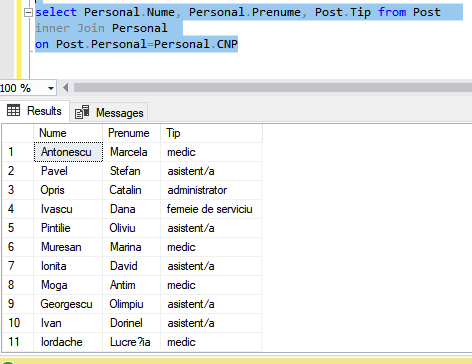 select Personal.Nume, Personal.Prenume, Post.Tip from Post
inner Join Personal
on Post.Personal=Personal.CNP
100 %
Results Messages
Nume Prenume Tip
1 Antonescu Marcela medic
2 Pavel Stefan asistent/a
3 Opris Catalin administrator
4 Ivascu Dana femeie de serviciu
5 Pintilie Oliviu asistent/a
6 Muresan Marina medic
7 Ionita David asistent/a
8 Moga Antim medic
9 Georgescu Olimpiu asistent/a
10 Ivan Dorinel asistent/a
11 Iordache Lucre?ia medic